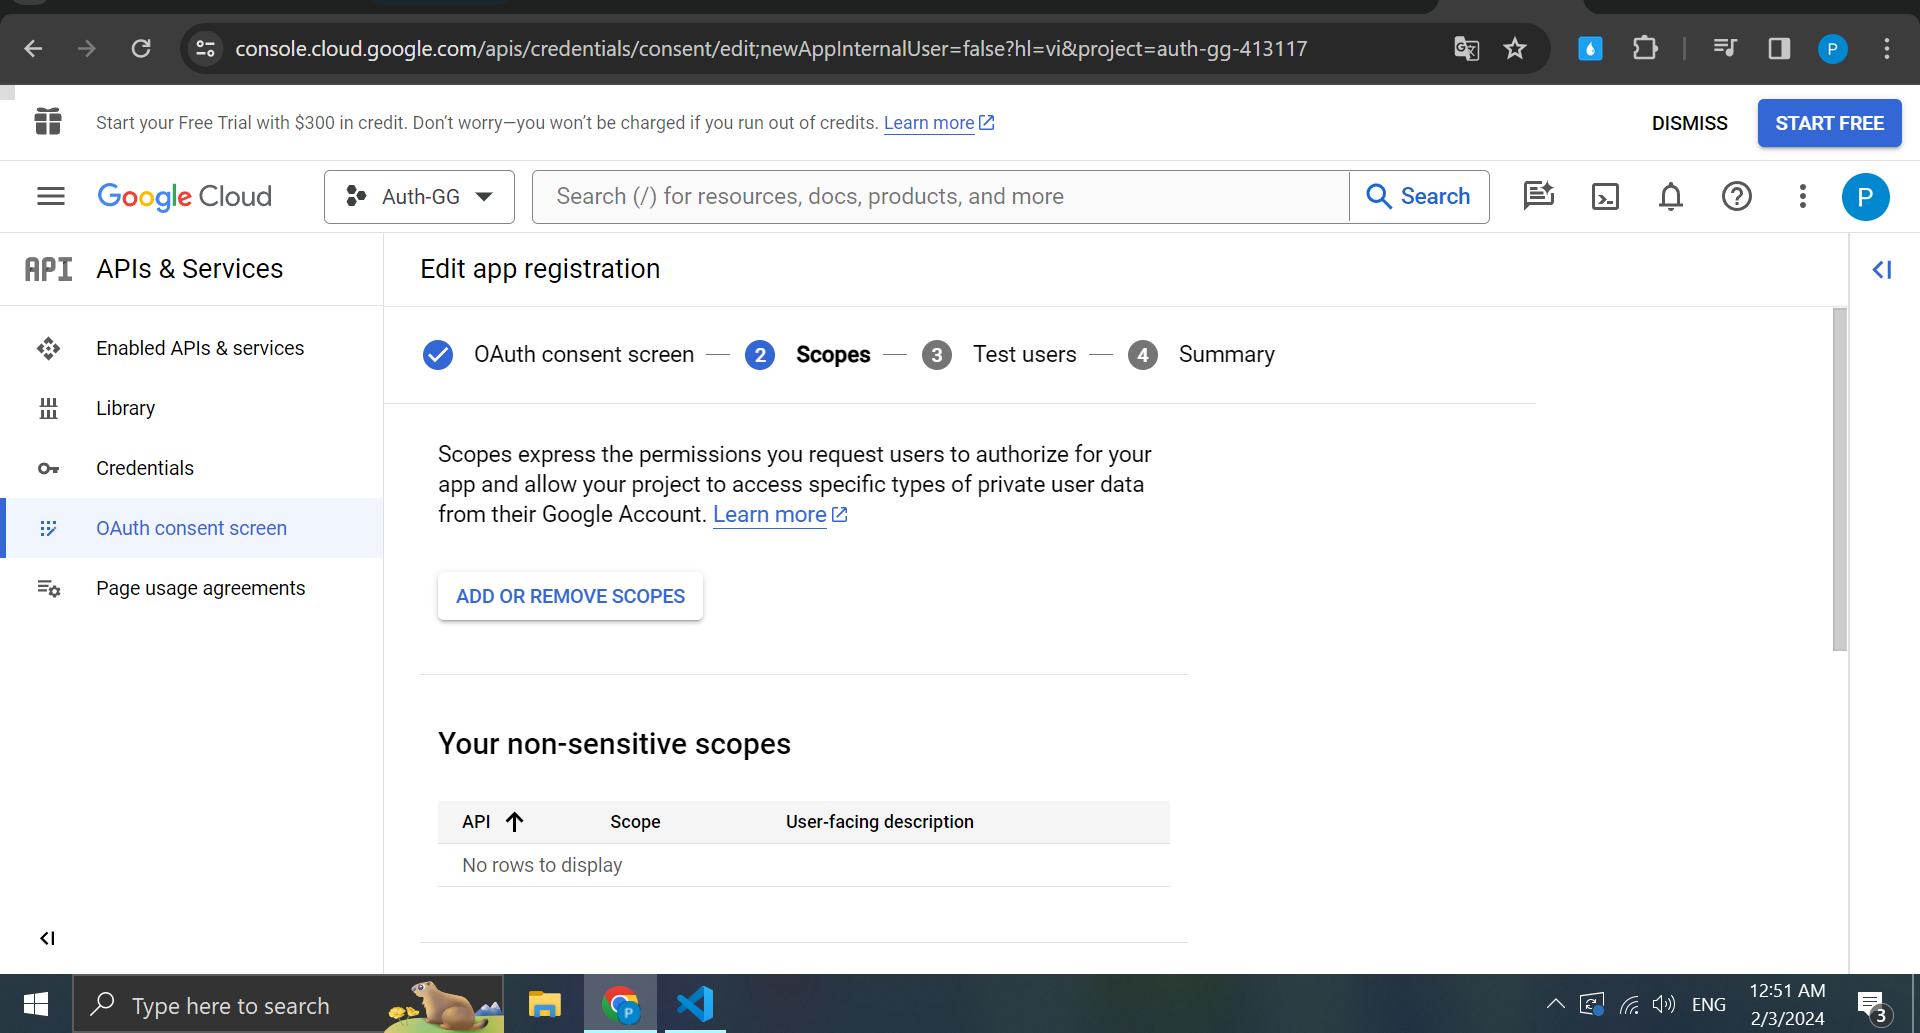 console.cloud.google.com/apis/credentials/consent/edit;newAppInternalUser=false?hl=vi&project=auth-gg-413117
P
Start your Free Trial with $300 in credit. Don’t worry—you won’t be charged if you run out of credits. Learn more
DISMISS
START FREE
Google Cloud
Auth-GG
Search (/) for resources, docs, products, and more
Search
P
API
APIs & Services
Edit app registration
Enabled APIs & services
Library
Credentials
OAuth consent screen
Page usage agreements
OAuth consent screen
2 Scopes
3 Test users
4 Summary
Scopes express the permissions you request users to authorize for your
app and allow your project to access specific types of private user data
from their Google Account. Learn more
ADD OR REMOVE SCOPES
Your non-sensitive scopes
API Scope User-facing description
No rows to display
Type here to search
P
ENG
12:51 AM
2/3/2024
3